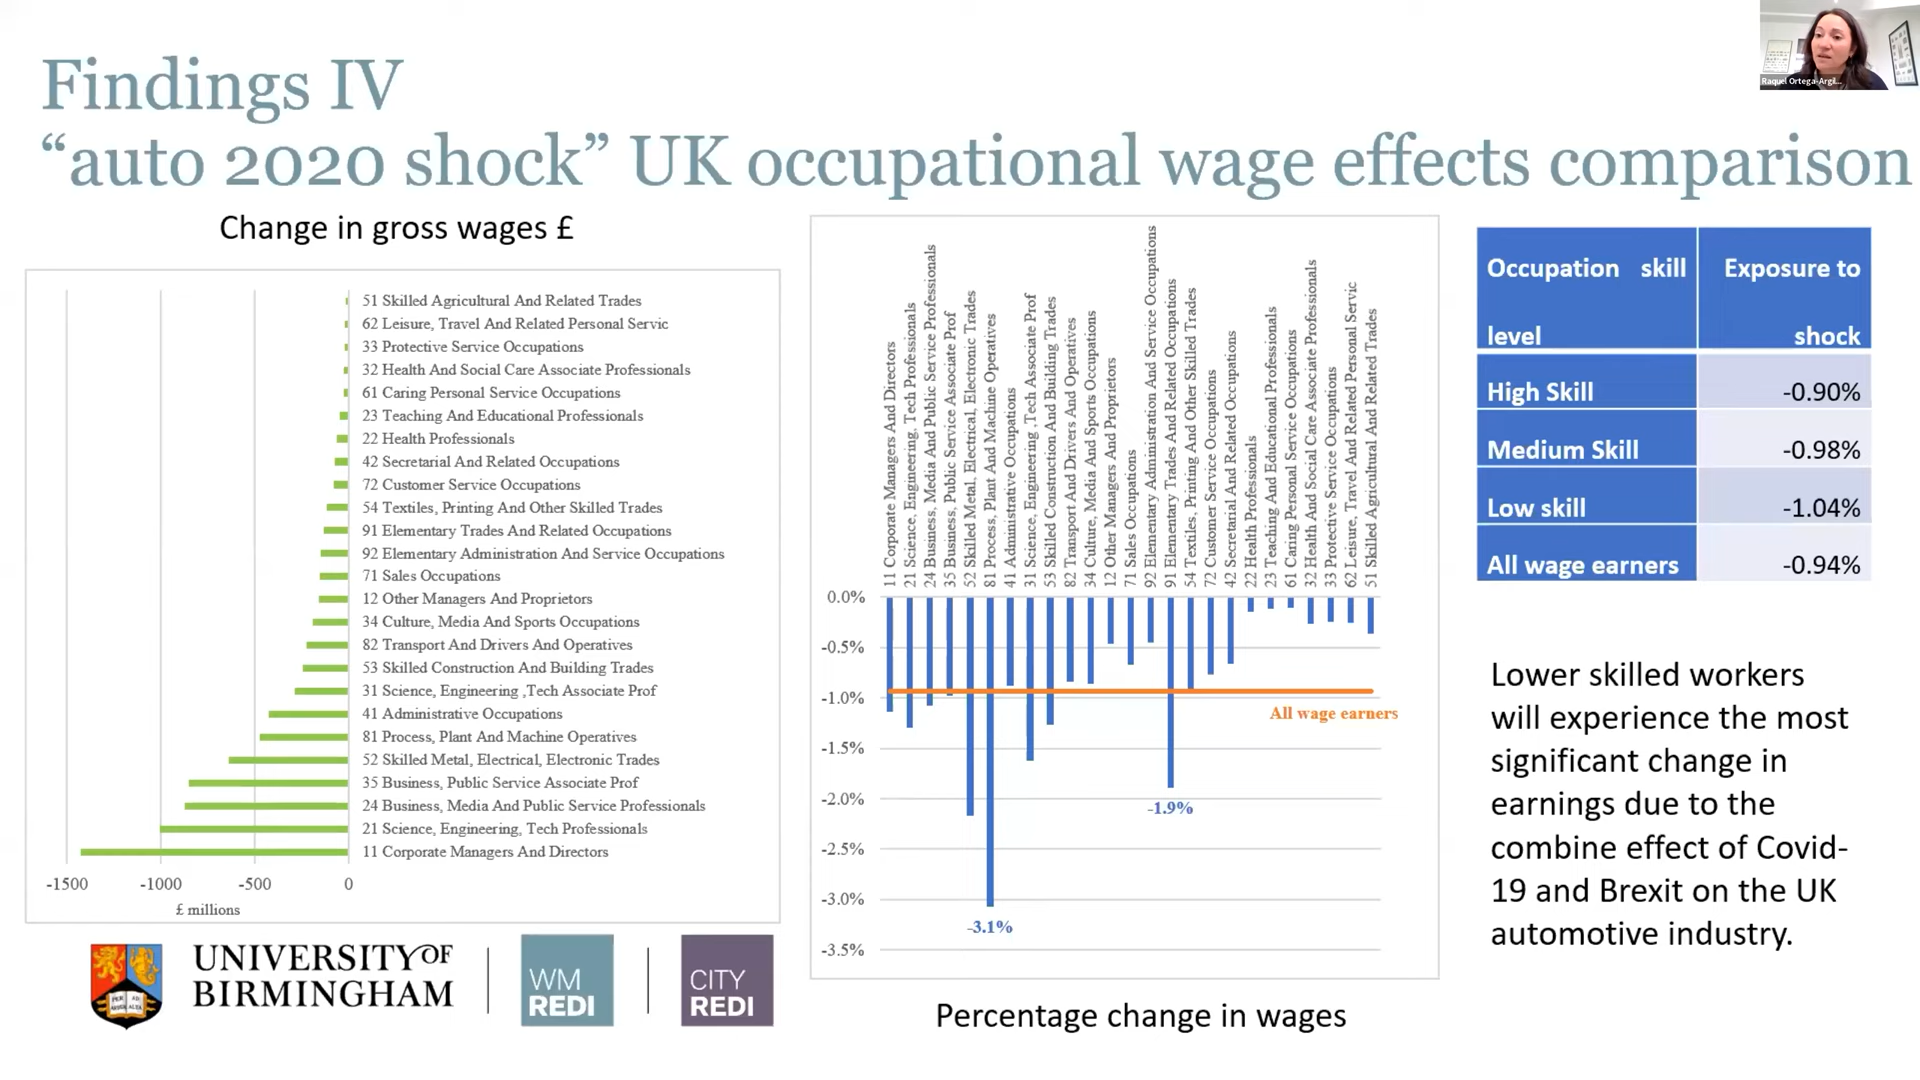 Findings IV
“auto 2020 shock” UK occupational wage effects comparison
Raquel Ortega-Argil...
Change in gross wages £
51 Skilled Agricultural And Related Trades
62 Leisure, Travel And Related Personal Servic
33 Protective Service Occupations
32 Health And Social Care Associate Professionals
61 Caring Personal Service Occupations
23 Teaching And Educational Professionals
22 Health Professionals
42 Secretarial And Related Occupations
72 Customer Service Occupations
54 Textiles, Printing And Other Skilled Trades
91 Elementary Trades And Related Occupations
92 Elementary Administration And Service Occupations
71 Sales Occupations
12 Other Managers And Proprietors
34 Culture, Media And Sports Occupations
82 Transport And Drivers And Operatives
53 Skilled Construction And Building Trades
31 Science, Engineering ,Tech Associate Prof
41 Administrative Occupations
81 Process, Plant And Machine Operatives
52 Skilled Metal, Electrical, Electronic Trades
35 Business, Public Service Associate Prof
24 Business, Media And Public Service Professionals
21 Science, Engineering, Tech Professionals
11 Corporate Managers And Directors
-1500 -1000 -500 0
£ millions
11 Corporate Managers And Directors
21 Science, Engineering, Tech Professionals
24 Business, Media And Public Service Professionals
35 Business, Public Service Associate Prof
52 Skilled Metal, Electrical, Electronic Trades
81 Process, Plant And Machine Operatives
41 Administrative Occupations
31 Science, Engineering ,Tech Associate Prof
53 Skilled Construction And Building Trades
82 Transport And Drivers And Operatives
34 Culture, Media And Sports Occupations
12 Other Managers And Proprietors
71 Sales Occupations
92 Elementary Administration And Service Occupations
91 Elementary Trades And Related Occupations
54 Textiles, Printing And Other Skilled Trades
72 Customer Service Occupations
42 Secretarial And Related Occupations
22 Health Professionals
23 Teaching And Educational Professionals
61 Caring Personal Service Occupations
32 Health And Social Care Associate Professionals
33 Protective Service Occupations
62 Leisure, Travel And Related Personal Servic
51 Skilled Agricultural And Related Trades
0.0%
-0.5%
-1.0%
-1.5%
-2.0%
-2.5%
-3.0%
-3.5%
All wage earners
-1.9%
-3.1%
Percentage change in wages
Occupation skill level Exposure to shock
High Skill -0.90%
Medium Skill -0.98%
Low skill -1.04%
All wage earners -0.94%
Lower skilled workers
will experience the most
significant change in
earnings due to the
combine effect of Covid-
19 and Brexit on the UK
automotive industry.
UNIVERSITY OF
BIRMINGHAM
WM
REDI
CITY
REDI